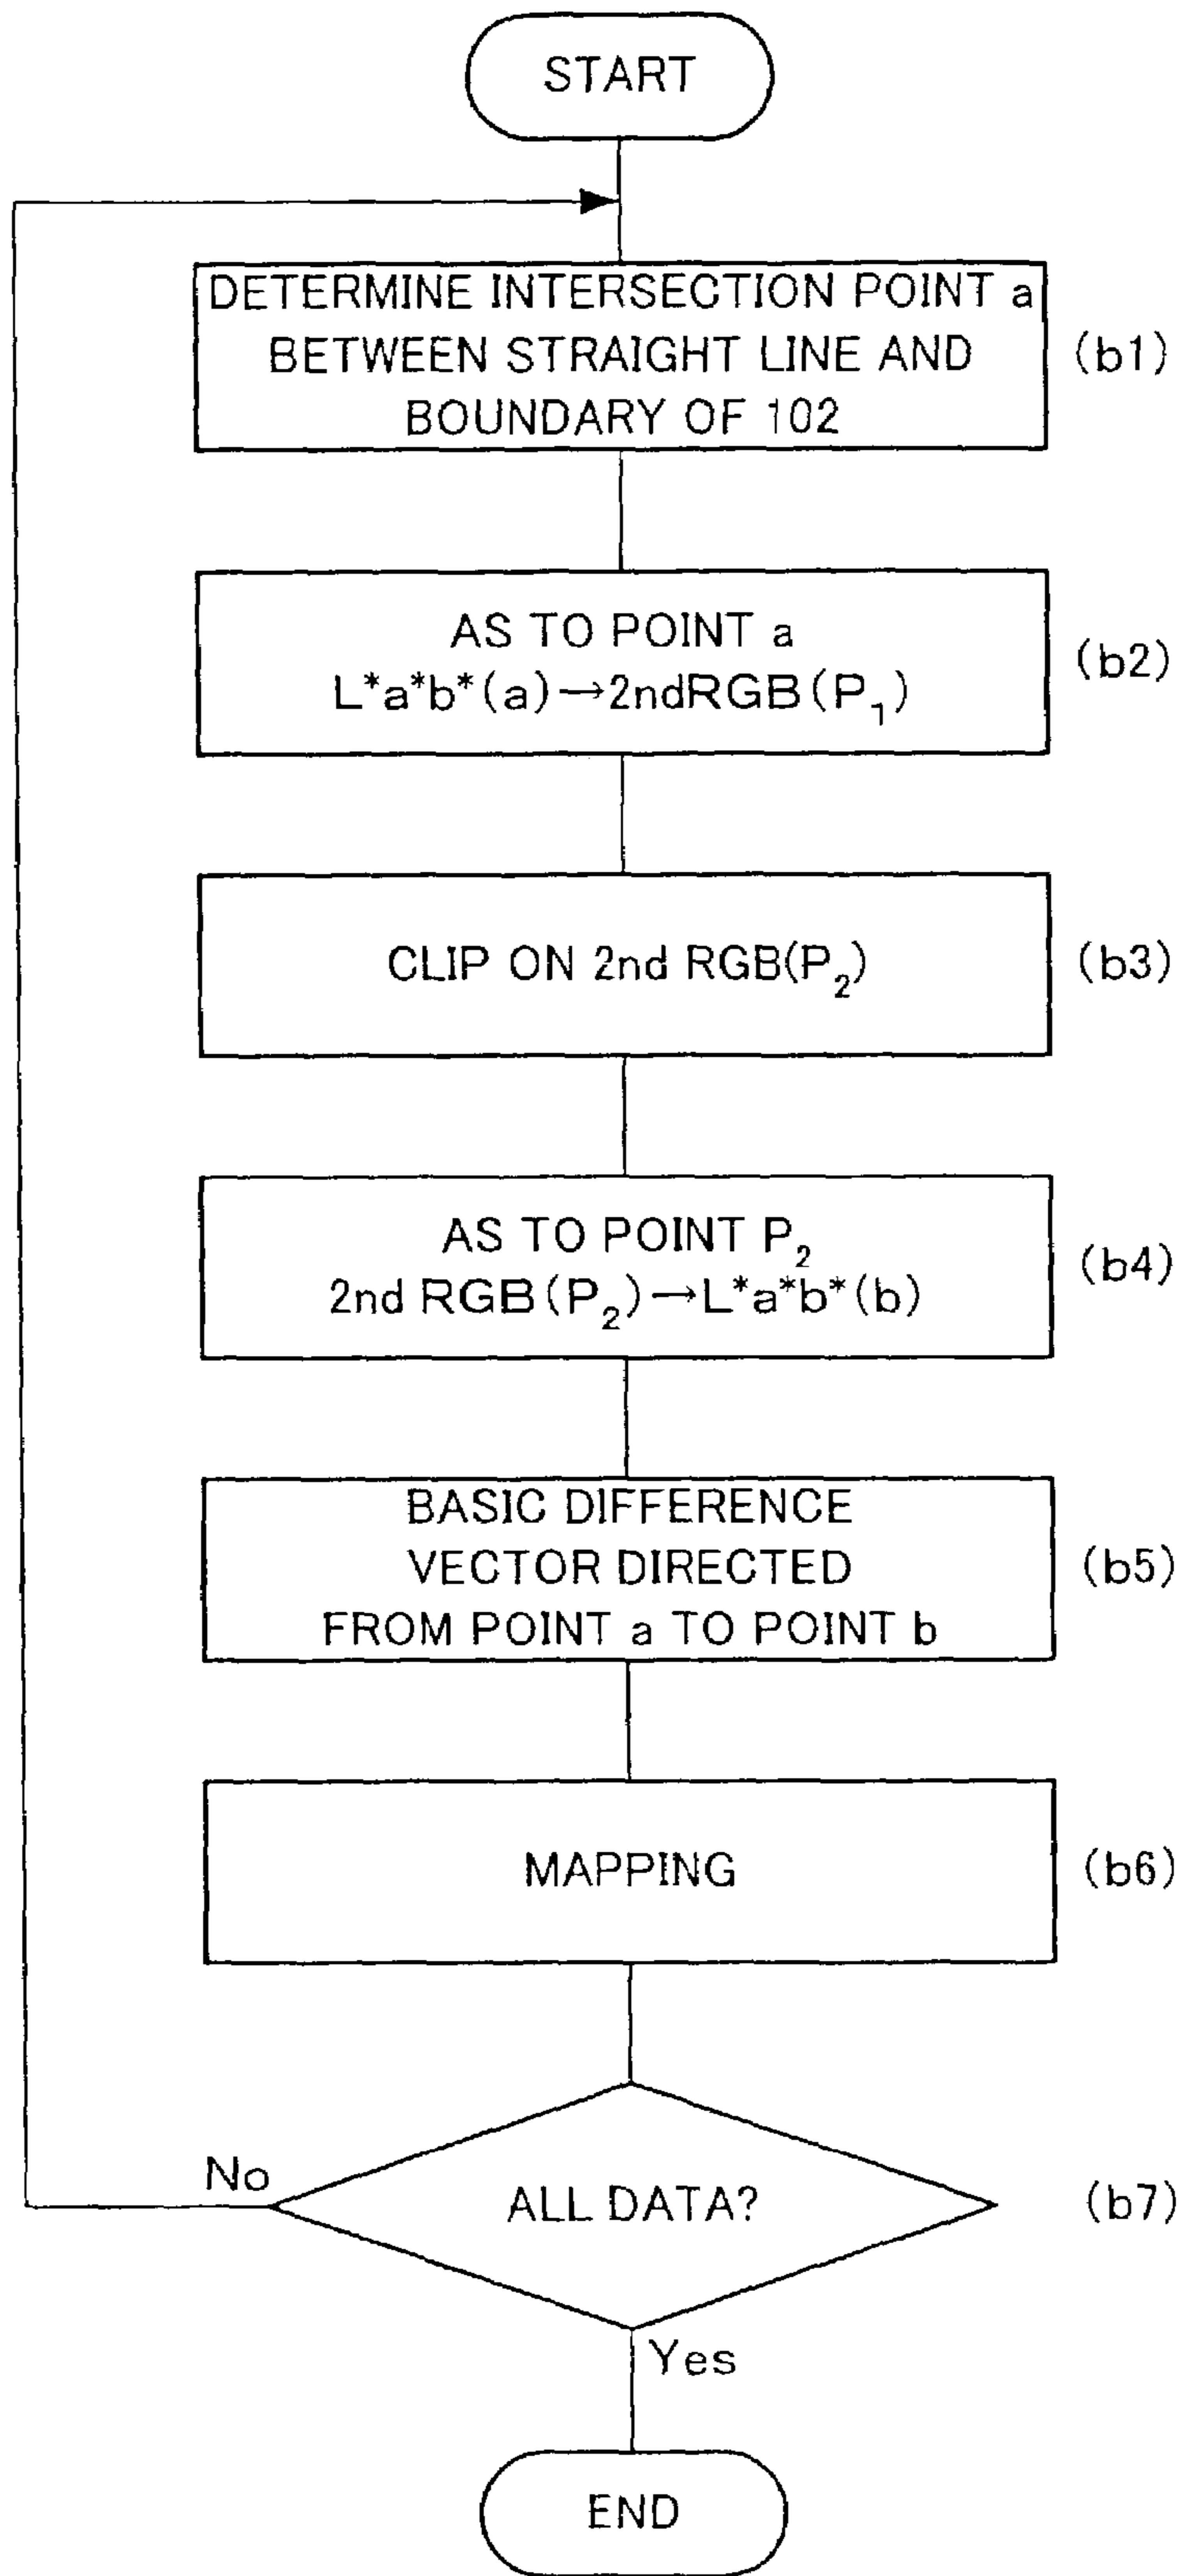 START
DETERMINE INTERSECTION POINT a
BETWEEN STRAIGHT LINE AND
BOUNDARY OF 102
(b1)
AS TO POINT a
L*a*b*(a)→2ndRGB(P₁)
(b2)
CLIP ON 2nd RGB(P₂)
(b3)
AS TO POINT P₂
2nd RGB(P₂)→L*a*b*(b)
(b4)
BASIC DIFFERENCE
VECTOR DIRECTED
FROM POINT a TO POINT b
(b5)
MAPPING
(b6)
No
ALL DATA?
(b7)
Yes
END